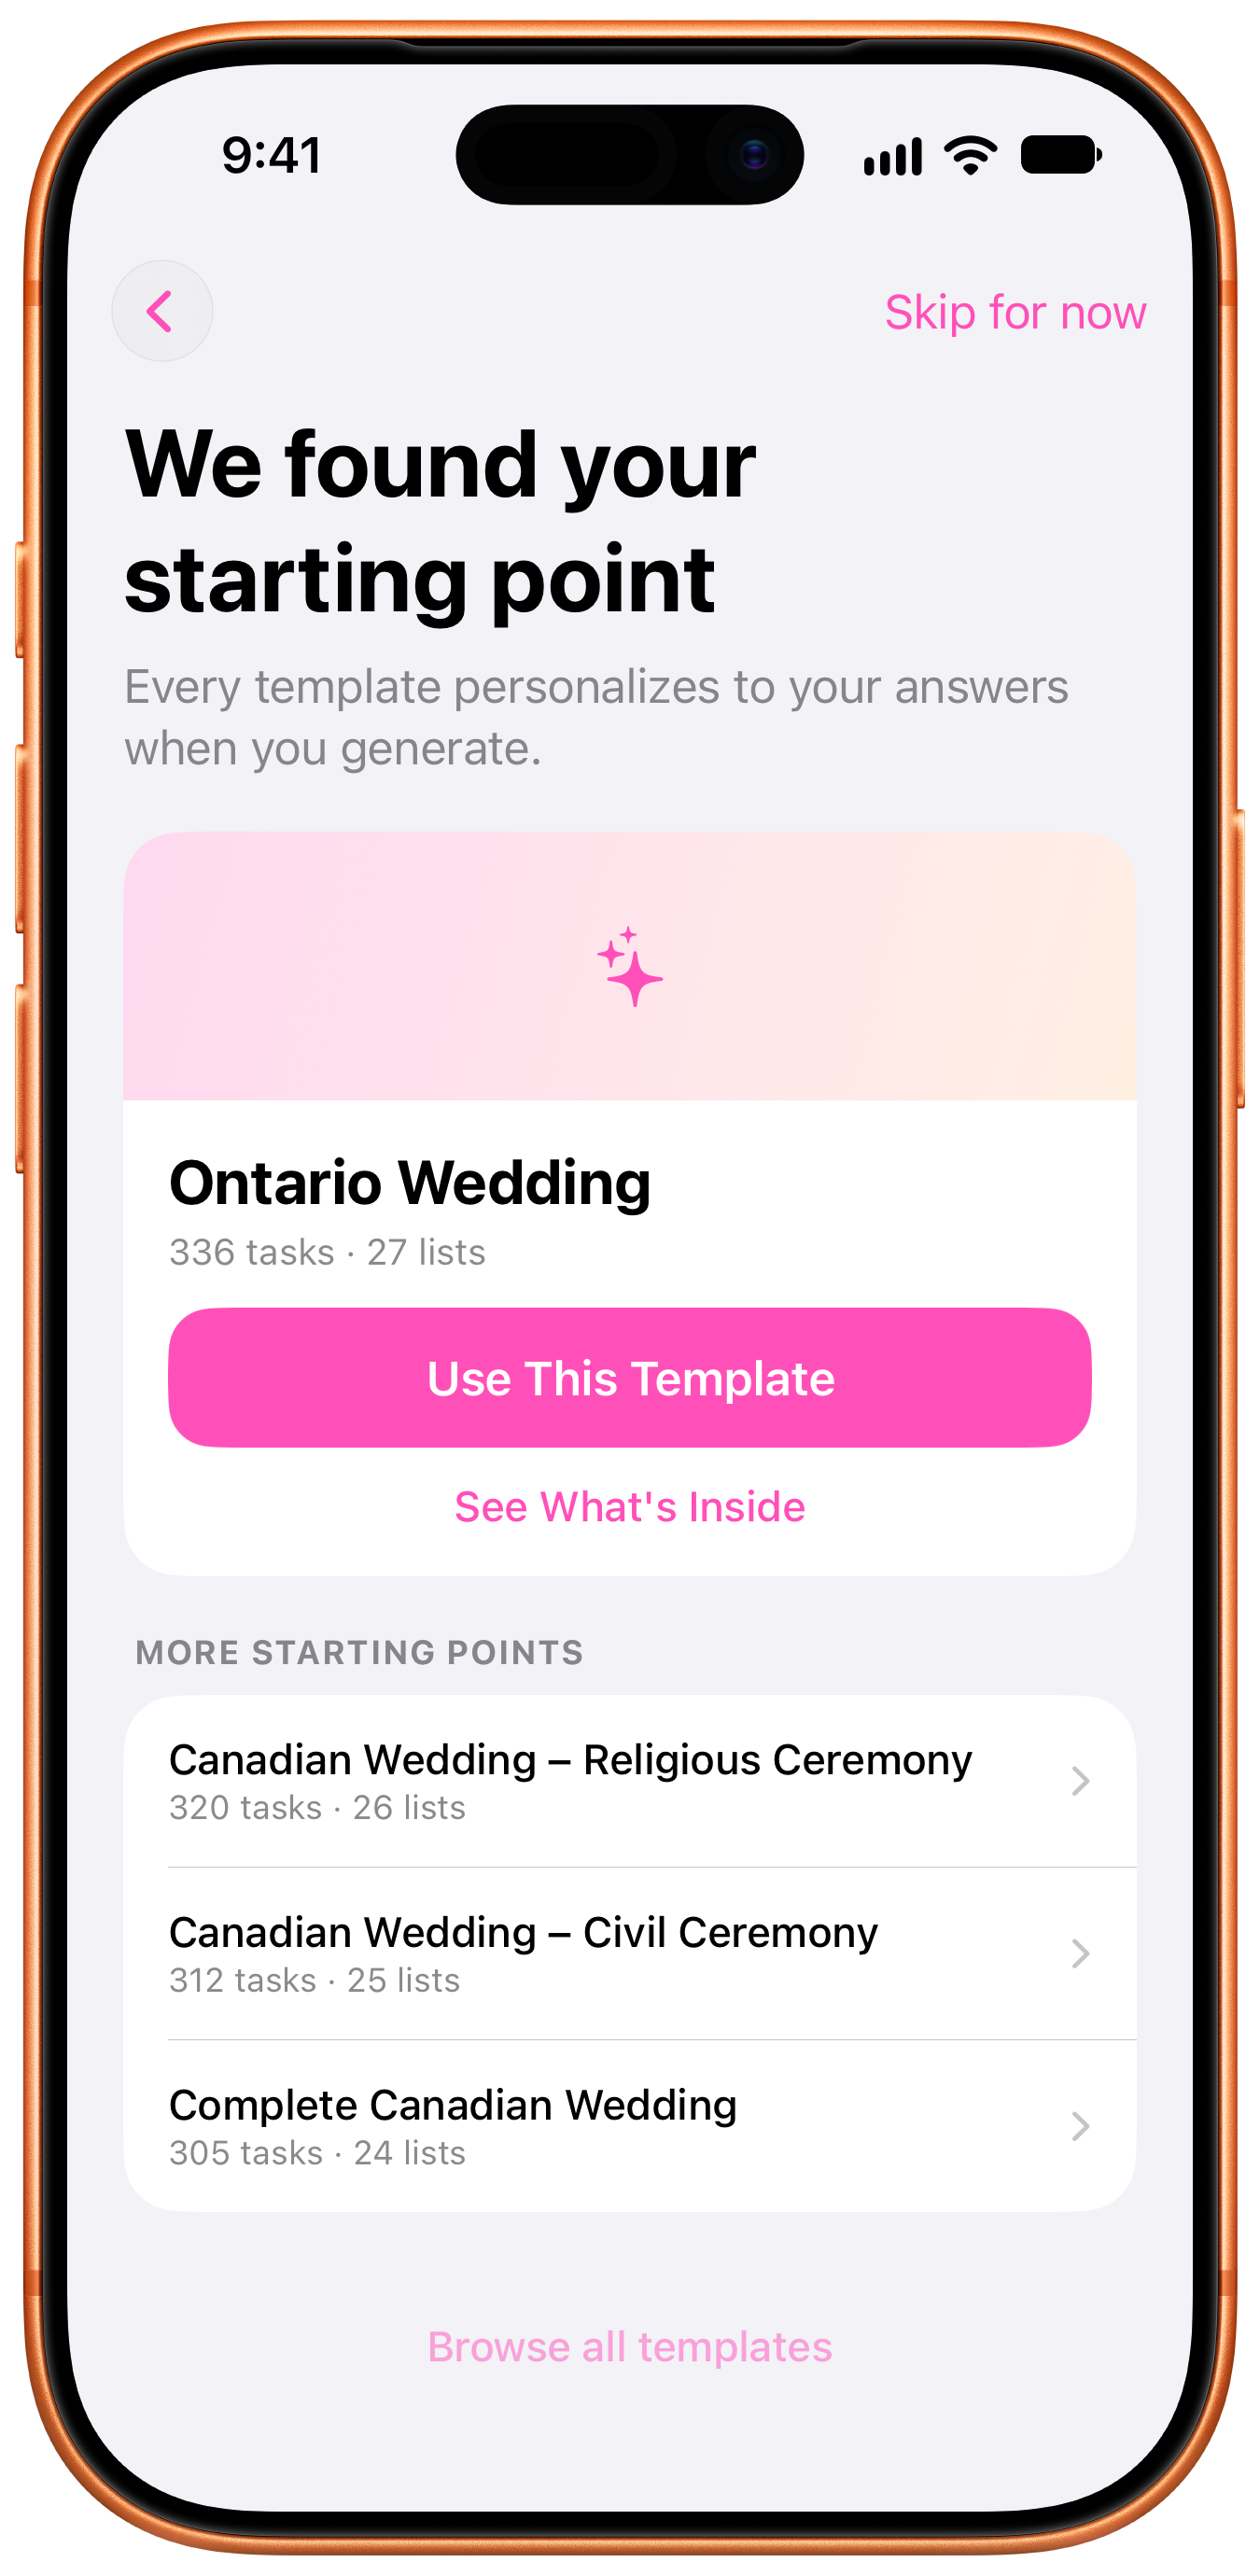 9:41
Skip for now
We found your
starting point
Every template personalizes to your answers
when you generate.
Ontario Wedding
336 tasks · 27 lists
Use This Template
See What's Inside
MORE STARTING POINTS
Canadian Wedding – Religious Ceremony
320 tasks · 26 lists
Canadian Wedding – Civil Ceremony
312 tasks · 25 lists
Complete Canadian Wedding
305 tasks · 24 lists
Browse all templates